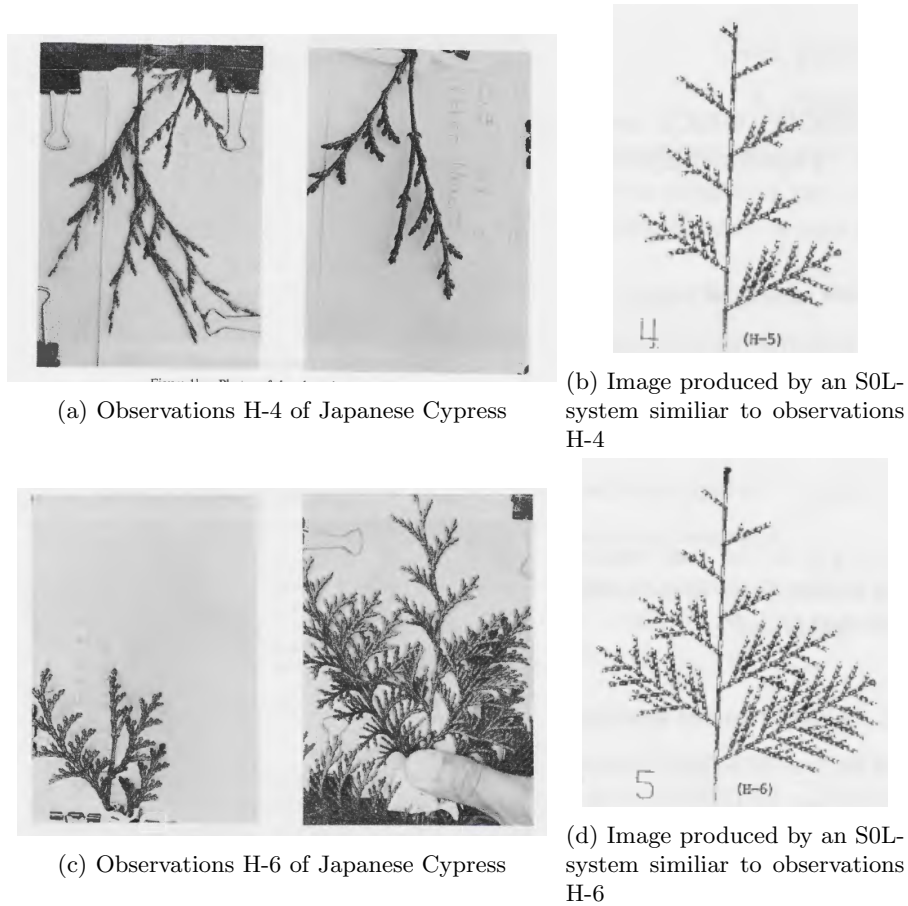 4
(H-5)
(a) Observations H-4 of Japanese Cypress
(b) Image produced by an S0L-
system similiar to observations
H-4
5
(H-6)
(c) Observations H-6 of Japanese Cypress
(d) Image produced by an S0L-
system similiar to observations
H-6